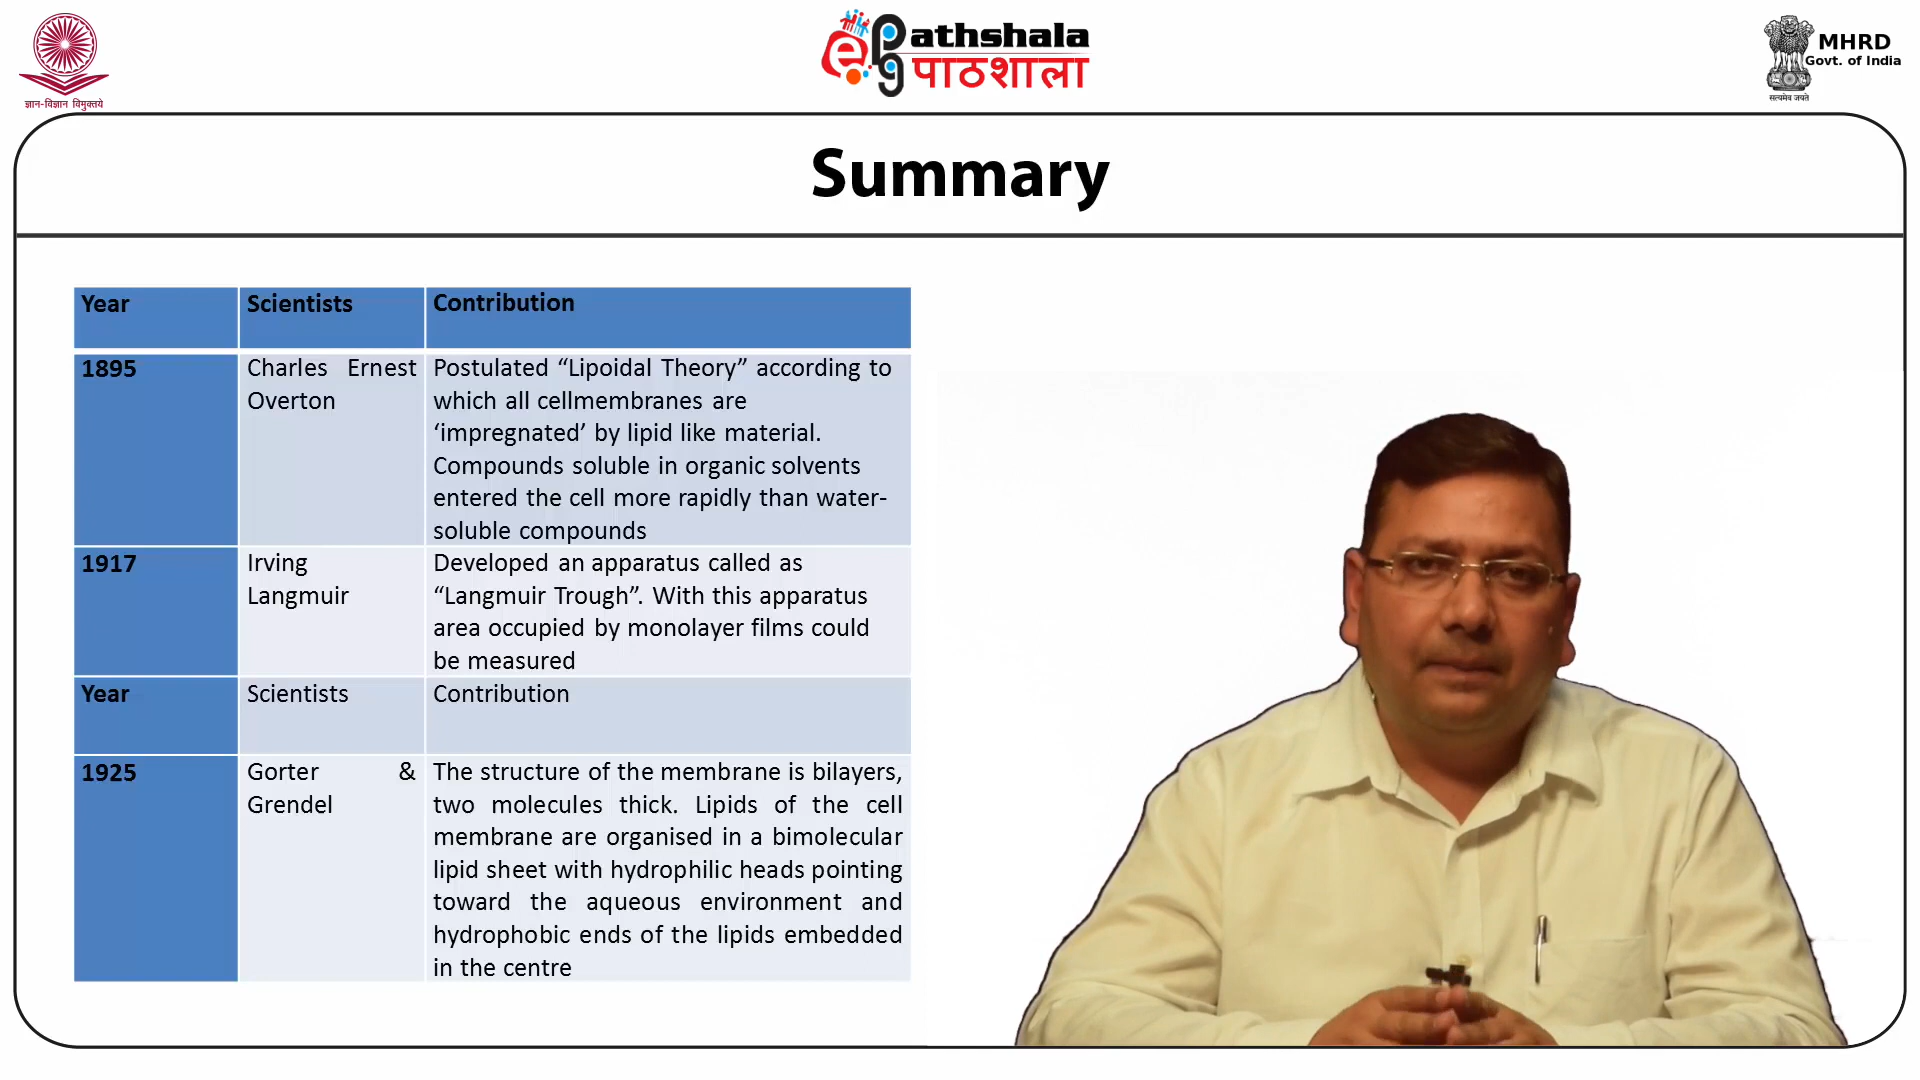 ज्ञान-विज्ञान विमुक्तये
ePathshala
पाठशाला
MHRD
Govt. of India
सत्यमेव जयते
Summary
Year Scientists Contribution
1895 Charles Ernest Postulated “Lipoidal Theory” according to
Overton which all cellmembranes are
‘impregnated’ by lipid like material.
Compounds soluble in organic solvents
entered the cell more rapidly than water-
soluble compounds
1917 Irving Developed an apparatus called as
Langmuir “Langmuir Trough”. With this apparatus
area occupied by monolayer films could
be measured
Year Scientists Contribution
1925 Gorter & The structure of the membrane is bilayers,
Grendel two molecules thick. Lipids of the cell
membrane are organised in a bimolecular
lipid sheet with hydrophilic heads pointing
toward the aqueous environment and
hydrophobic ends of the lipids embedded
in the centre